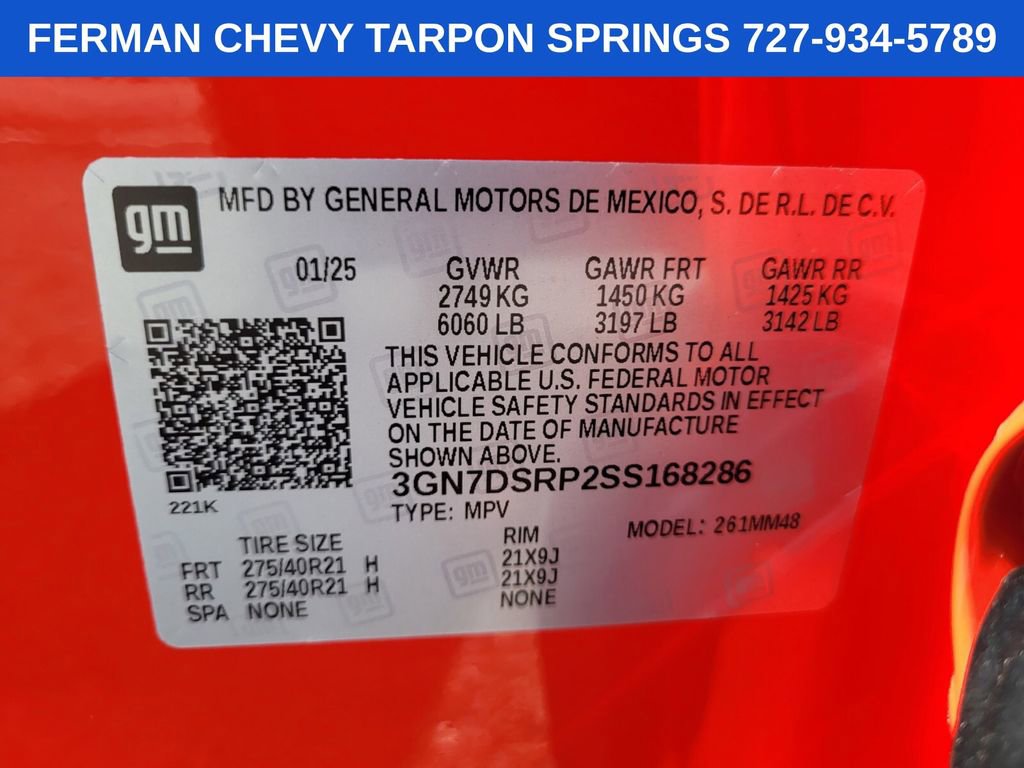 FERMAN CHEVY TARPON SPRINGS 727-934-5789
gm
MFD BY GENERAL MOTORS DE MEXICO, S. DE R.L. DE C.V.
01/25 GVWR GAWR FRT GAWR RR
2749 KG 1450 KG 1425 KG
6060 LB 3197 LB 3142 LB
THIS VEHICLE CONFORMS TO ALL
APPLICABLE U.S. FEDERAL MOTOR
VEHICLE SAFETY STANDARDS IN EFFECT
ON THE DATE OF MANUFACTURE
SHOWN ABOVE.
3GN7DSRP2SS168286
221K
TYPE: MPV
MODEL: 261MM48
TIRE SIZE RIM
FRT 275/40R21 H 21X9J
RR 275/40R21 H 21X9J
SPA NONE NONE